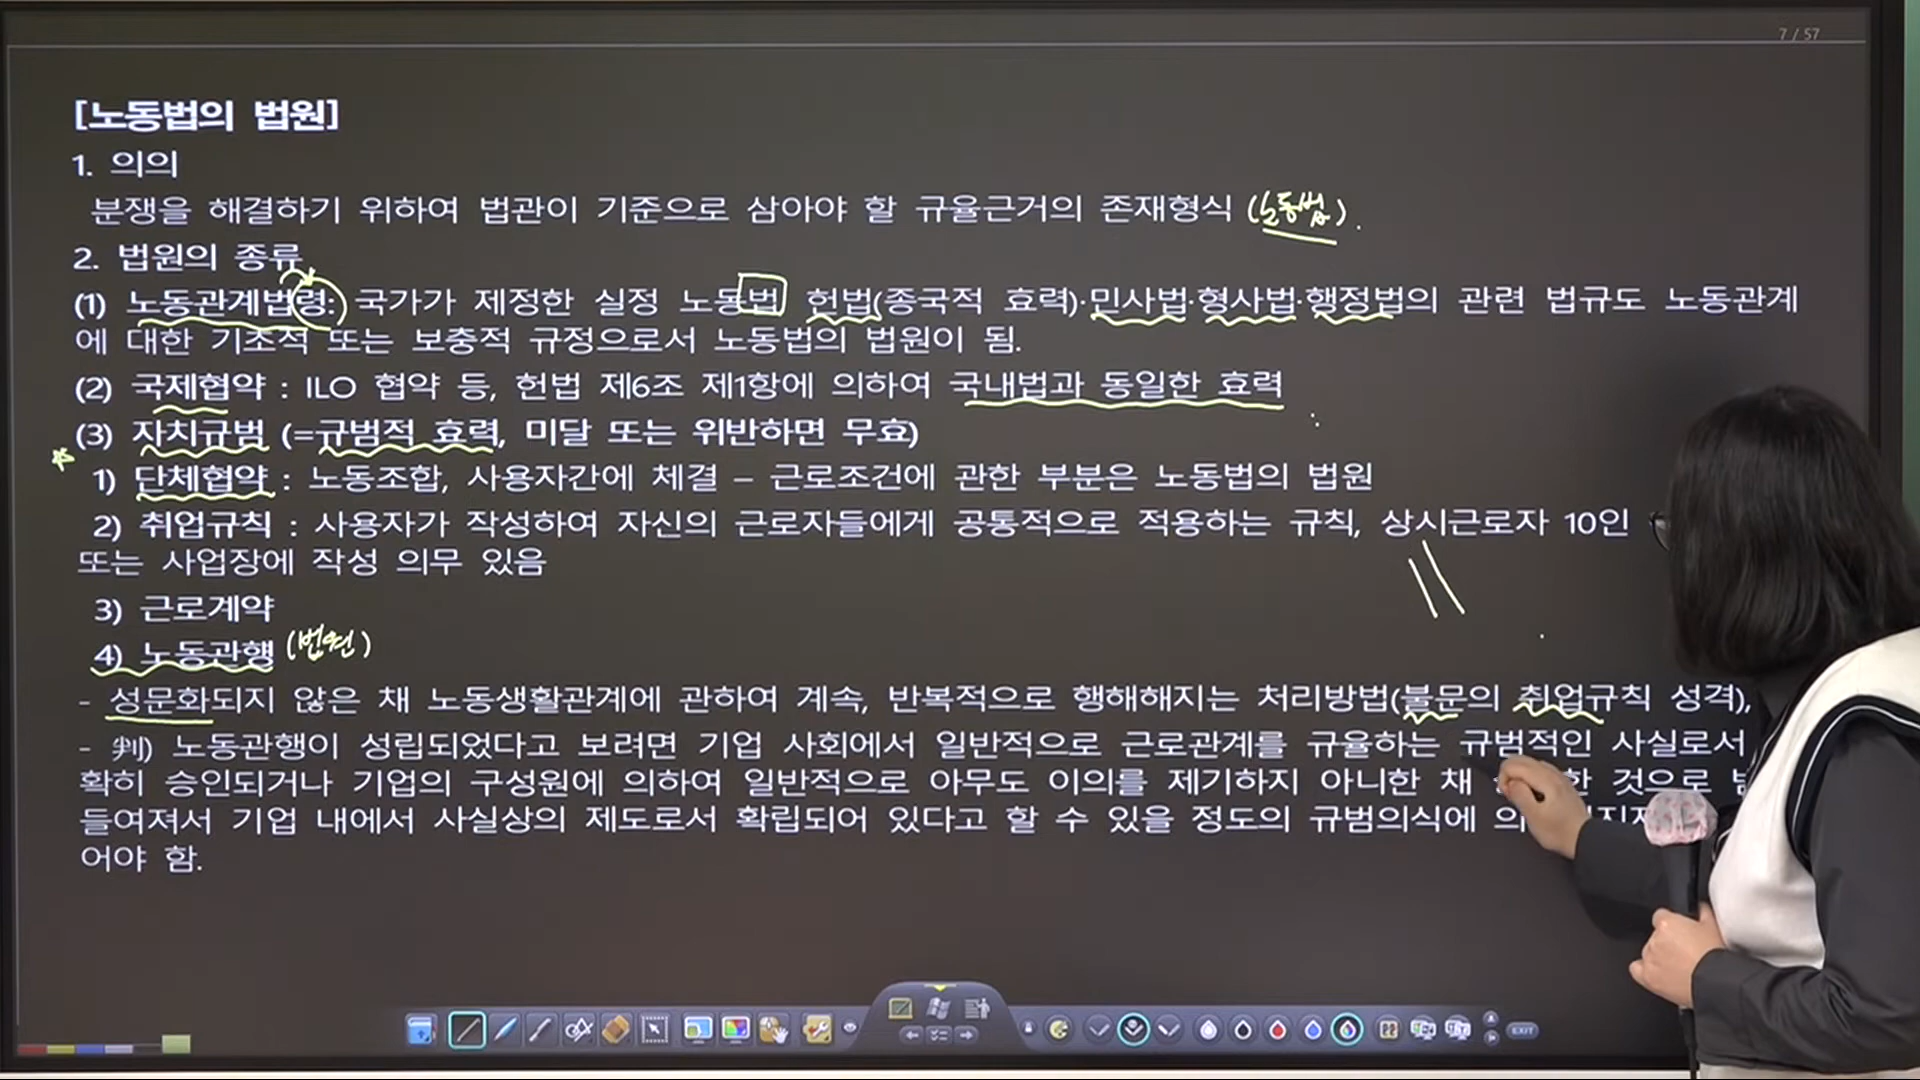 7 / 57
[노동법의 법원]
1. 의의
분쟁을 해결하기 위하여 법관이 기준으로 삼아야 할 규율근거의 존재형식 (노동법).
2. 법원의 종류
(1) 노동관계법령: 국가가 제정한 실정 노동법 헌법(종국적 효력)·민사법·형사법·행정법의 관련 법규도 노동관계
에 대한 기초적 또는 보충적 규정으로서 노동법의 법원이 됨.
(2) 국제협약 : ILO 협약 등, 헌법 제6조 제1항에 의하여 국내법과 동일한 효력
(3) 자치규범 (=규범적 효력, 미달 또는 위반하면 무효)
1) 단체협약 : 노동조합, 사용자간에 체결 – 근로조건에 관한 부분은 노동법의 법원
2) 취업규칙 : 사용자가 작성하여 자신의 근로자들에게 공통적으로 적용하는 규칙, 상시근로자 10인
또는 사업장에 작성 의무 있음
3) 근로계약
4) 노동관행 (법원)
- 성문화되지 않은 채 노동생활관계에 관하여 계속, 반복적으로 행해해지는 처리방법(불문의 취업규칙 성격),
- 判) 노동관행이 성립되었다고 보려면 기업 사회에서 일반적으로 근로관계를 규율하는 규범적인 사실로서
확히 승인되거나 기업의 구성원에 의하여 일반적으로 아무도 이의를 제기하지 아니한 채 한 것으로
들여져서 기업 내에서 사실상의 제도로서 확립되어 있다고 할 수 있을 정도의 규범의식에 의
어야 함.
EXIT